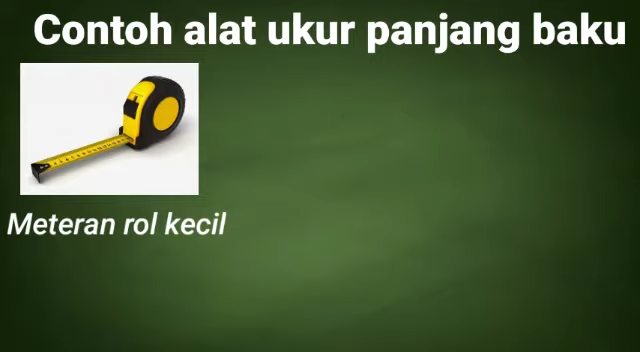 Contoh alat ukur panjang baku
Meteran rol kecil